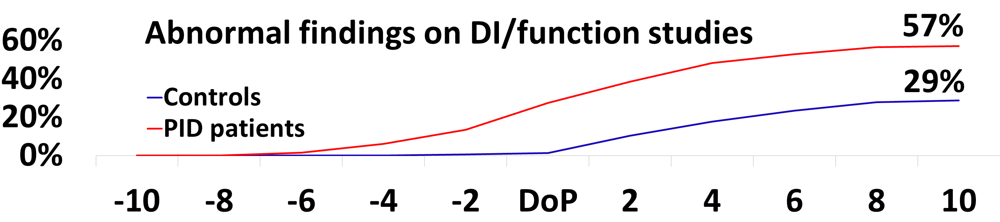 Abnormal findings on DI/function studies
57%
60%
40%
29%
Controls
20%
PID patients
0%
-10 -8 -6 -4 -2 DoP 2 4 6 8 10